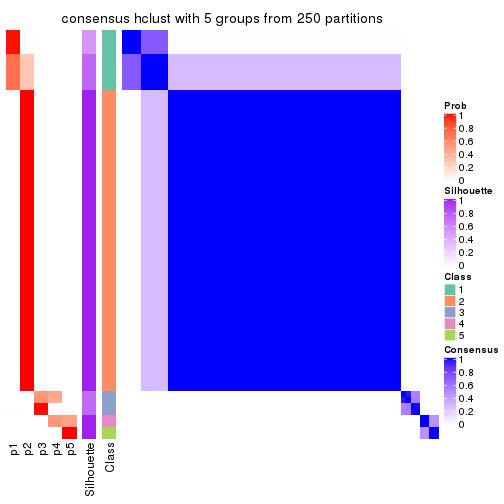 consensus hclust with 5 groups from 250 partitions
Prob
1
0.8
0.6
0.4
0.2
0
Silhouette
1
0.8
0.6
0.4
0.2
0
Class
1
2
3
4
5
Consensus
1
0.8
0.6
0.4
0.2
0
p1
p2
p3
p4
p5
Silhouette
Class